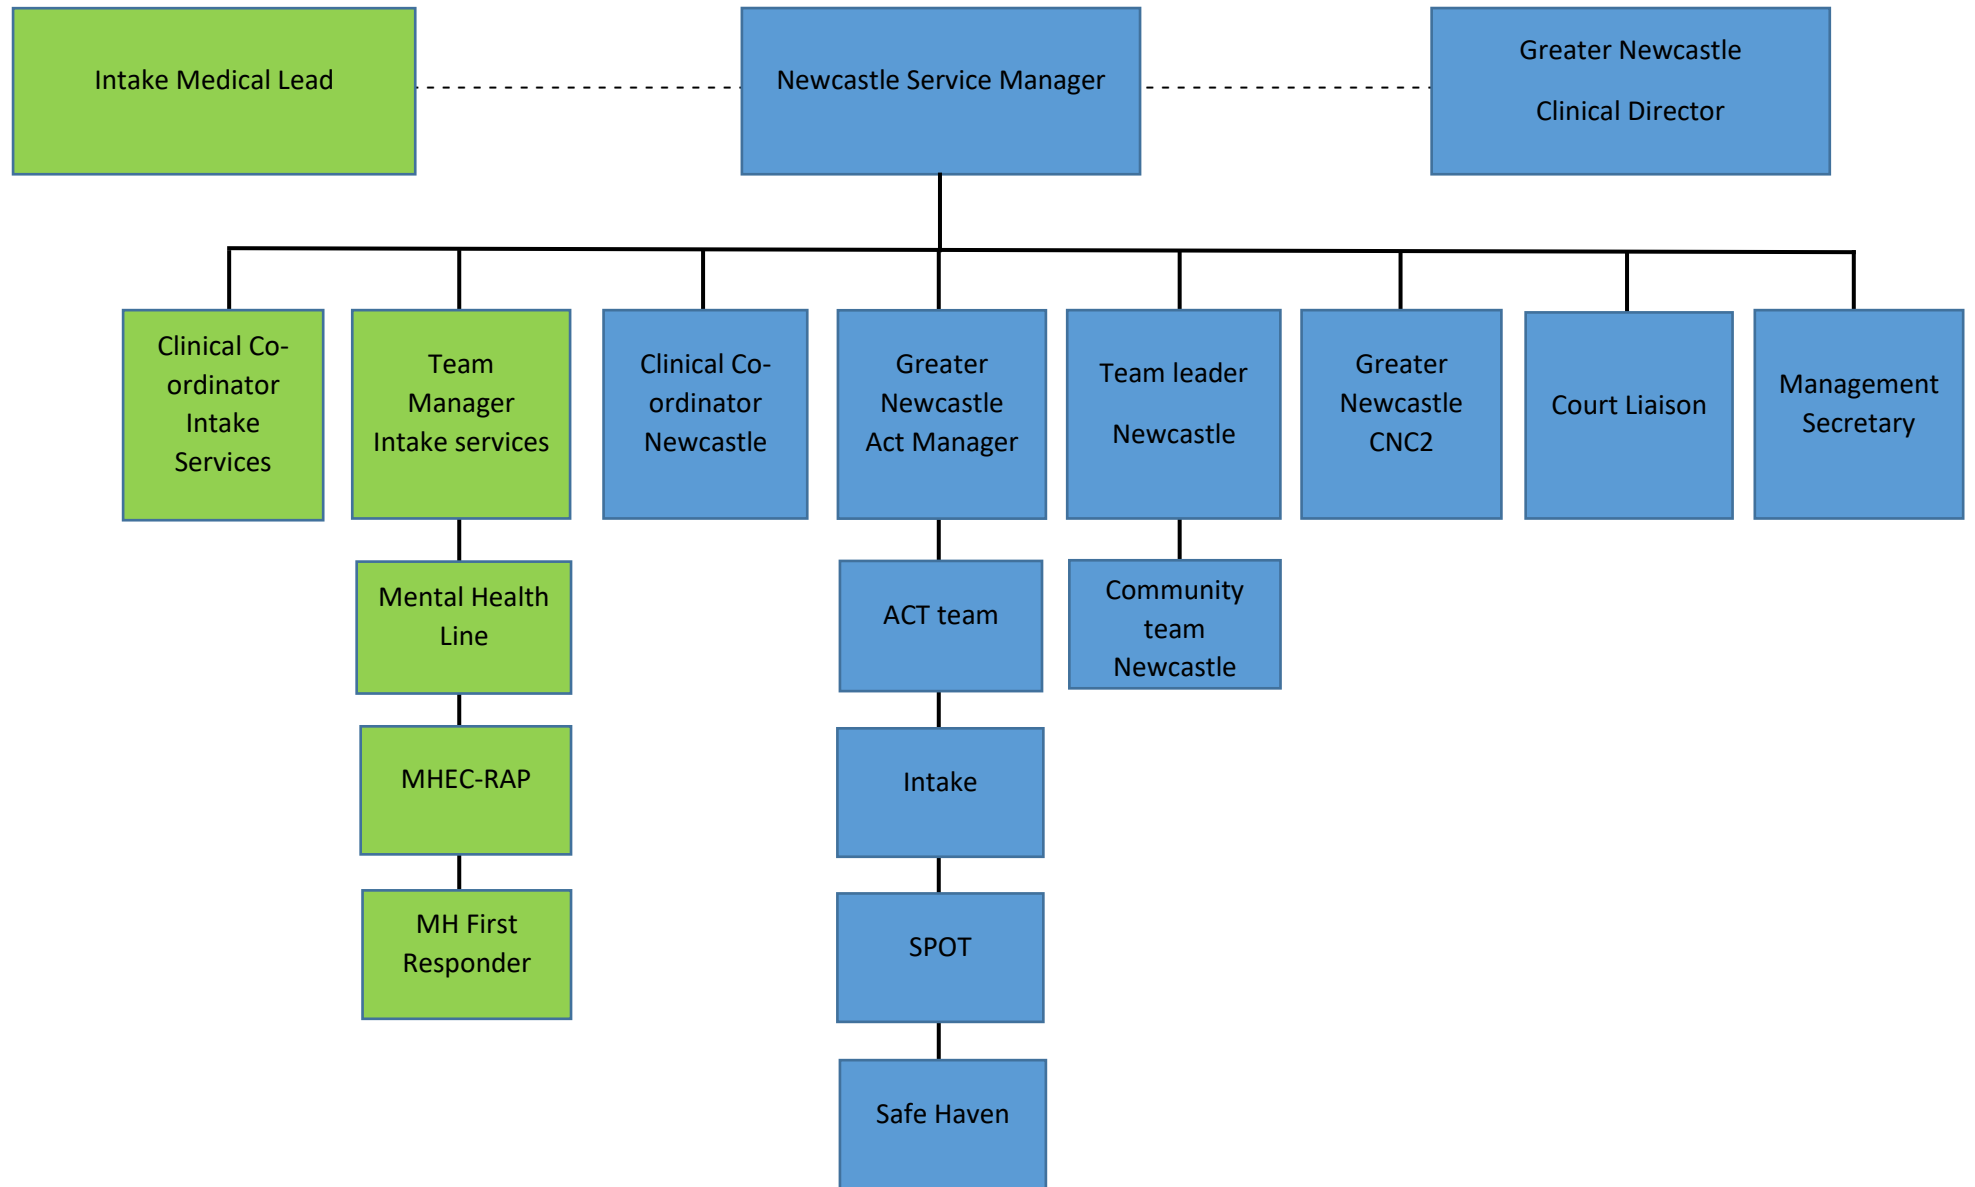 Intake Medical Lead
Newcastle Service Manager
Greater Newcastle
Clinical Director
Clinical Co-
ordinator
Intake
Services
Team
Manager
Intake services
Clinical Co-
ordinator
Newcastle
Greater
Newcastle
Act Manager
Team leader
Newcastle
Greater
Newcastle
CNC2
Court Liaison
Management
Secretary
Mental Health
Line
ACT team
Community
team
Newcastle
MHEC-RAP
Intake
MH First
Responder
SPOT
Safe Haven